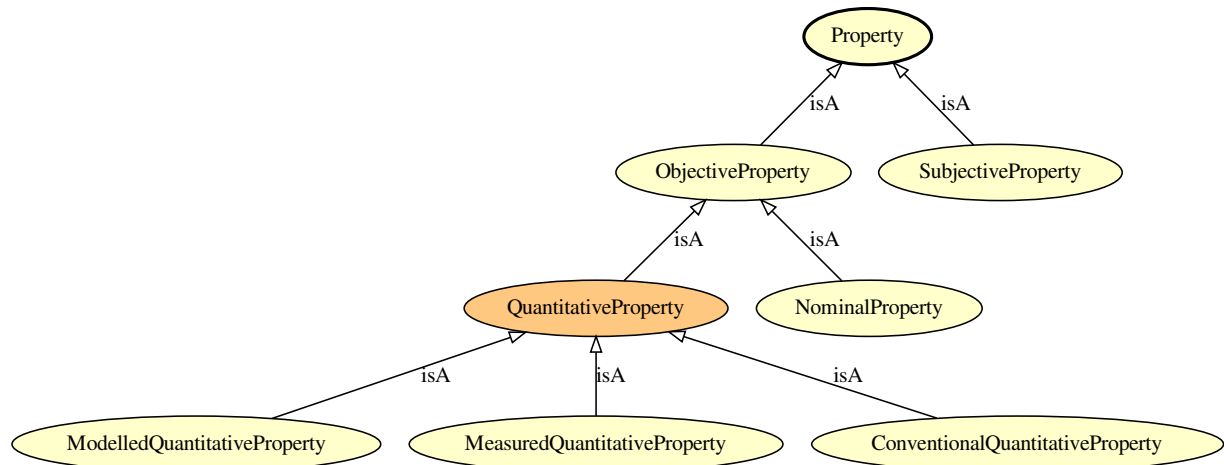 Property
isA
isA
ObjectiveProperty
SubjectiveProperty
isA
isA
QuantitativeProperty
NominalProperty
isA
isA
isA
ModelledQuantitativeProperty
MeasuredQuantitativeProperty
ConventionalQuantitativeProperty